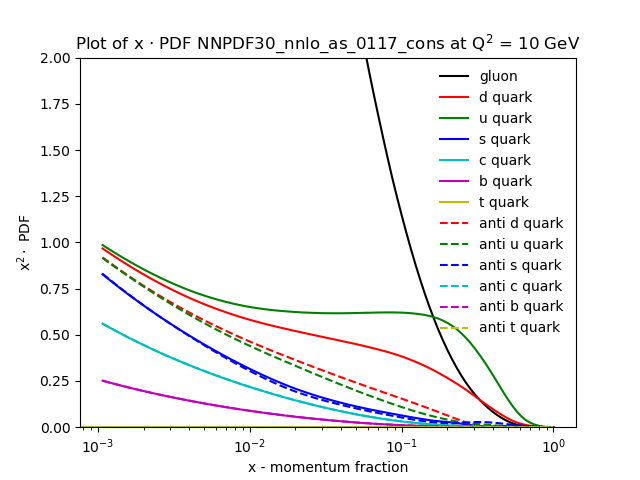 Plot of x · PDF NNPDF30_nnlo_as_0117_cons at Q² = 10 GeV
2.00
1.75
1.50
1.25
1.00
0.75
0.50
0.25
0.00
x² · PDF
gluon
d quark
u quark
s quark
c quark
b quark
t quark
anti d quark
anti u quark
anti s quark
anti c quark
anti b quark
anti t quark
10⁻³
10⁻²
10⁻¹
10⁰
x - momentum fraction